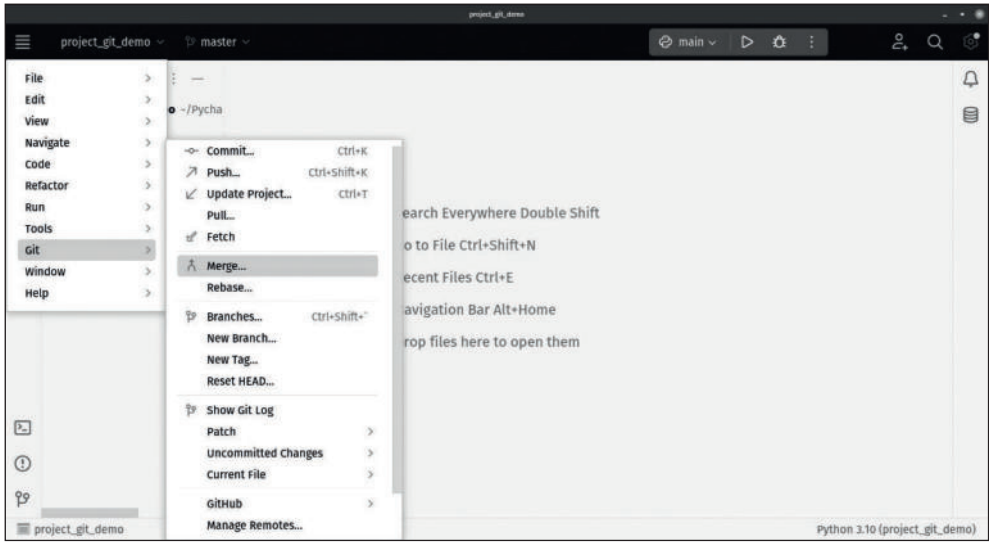 project_git_demo
project_git_demo master main
File
Edit
View
Navigate
Code
Refactor
Run
Tools
Git
Window
Help
~/Pycha
Commit... Ctrl+K
Push... Ctrl+Shift+K
Update Project... Ctrl+T
Pull...
Fetch
Merge...
Rebase...
Branches... Ctrl+Shift+`
New Branch...
New Tag...
Reset HEAD...
Show Git Log
Patch
Uncommitted Changes
Current File
GitHub
Manage Remotes...
earch Everywhere Double Shift
o to File Ctrl+Shift+N
ecent Files Ctrl+E
avigation Bar Alt+Home
rop files here to open them
project_git_demo Python 3.10 (project_git_demo)